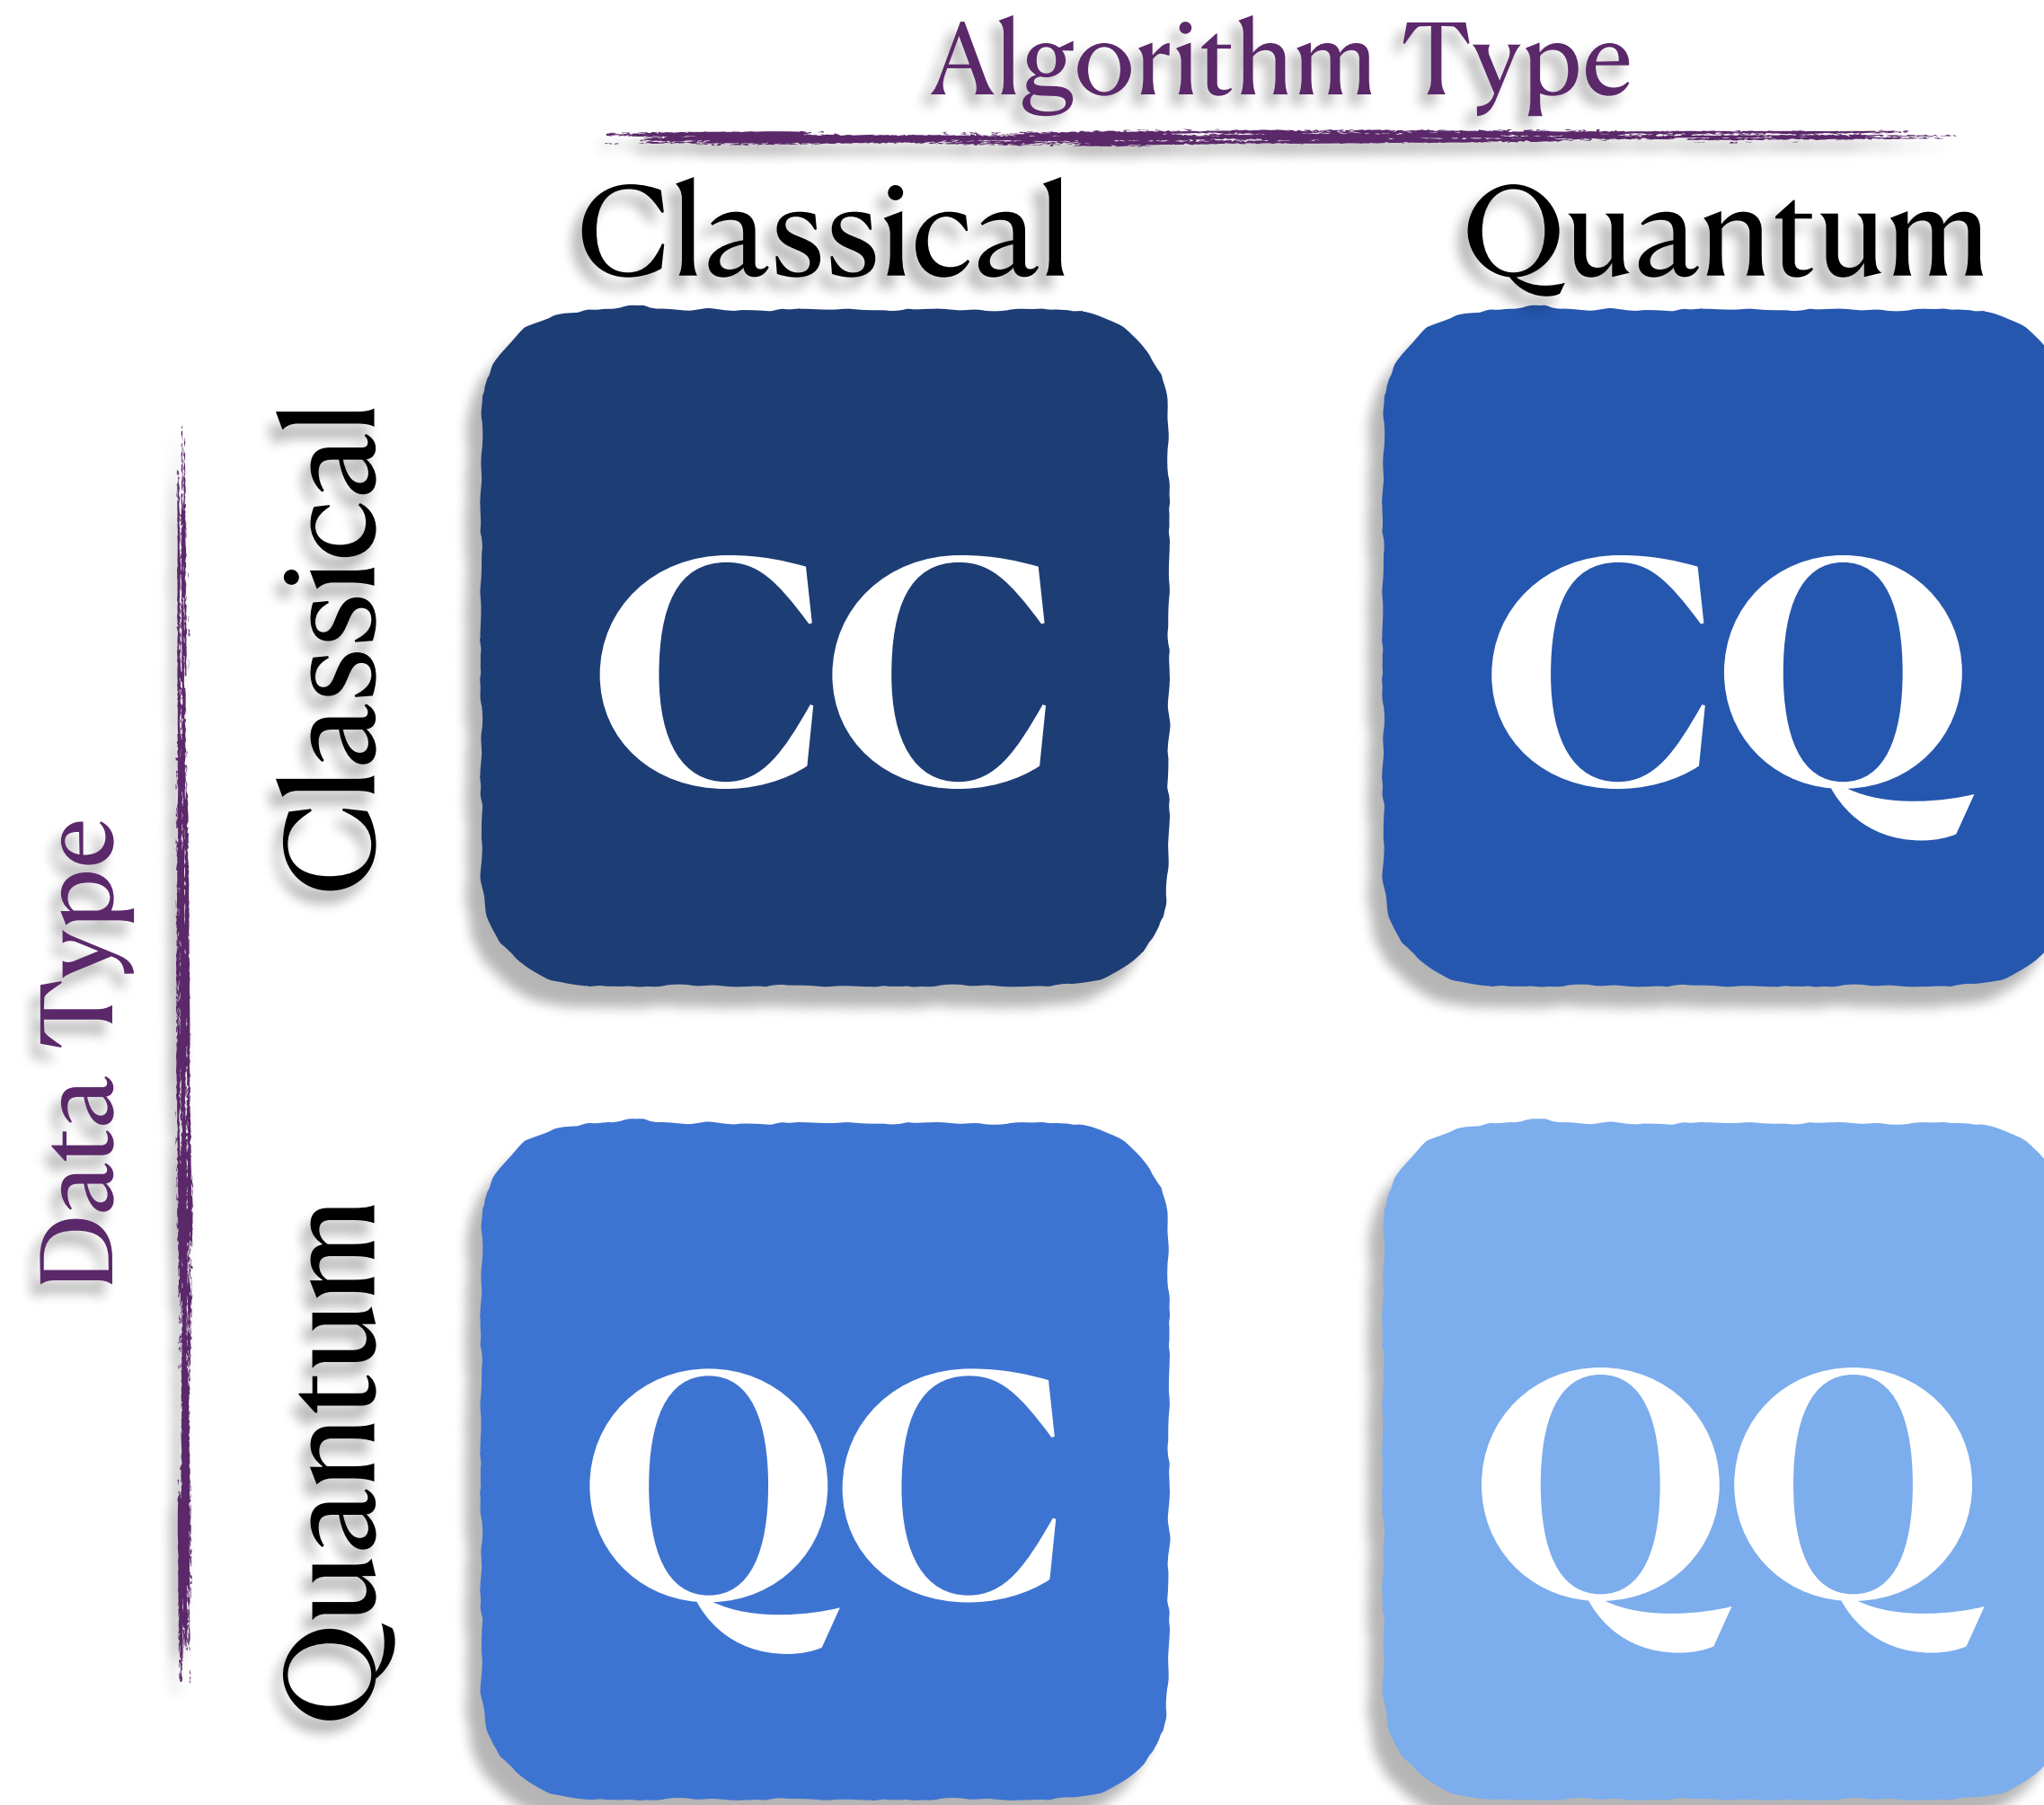 Algorithm Type
Classical Quantum
Data Type
Classical
CC CQ
Quantum
QC QQ